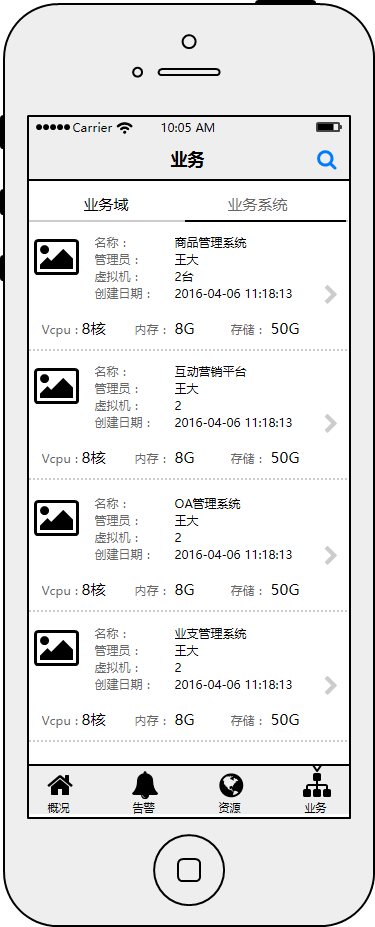 Carrier 10:05 AM
业务
业务域 业务系统
名称： 商品管理系统
管理员： 王大
虚拟机： 2台
创建日期： 2016-04-06 11:18:13
Vcpu : 8核 内存： 8G 存储： 50G
名称： 互动营销平台
管理员： 王大
虚拟机： 2
创建日期： 2016-04-06 11:18:13
Vcpu : 8核 内存： 8G 存储： 50G
名称： OA管理系统
管理员： 王大
虚拟机： 2
创建日期： 2016-04-06 11:18:13
Vcpu : 8核 内存： 8G 存储： 50G
名称： 业支管理系统
管理员： 王大
虚拟机： 2
创建日期： 2016-04-06 11:18:13
Vcpu : 8核 内存： 8G 存储： 50G
概况 告警 资源 业务